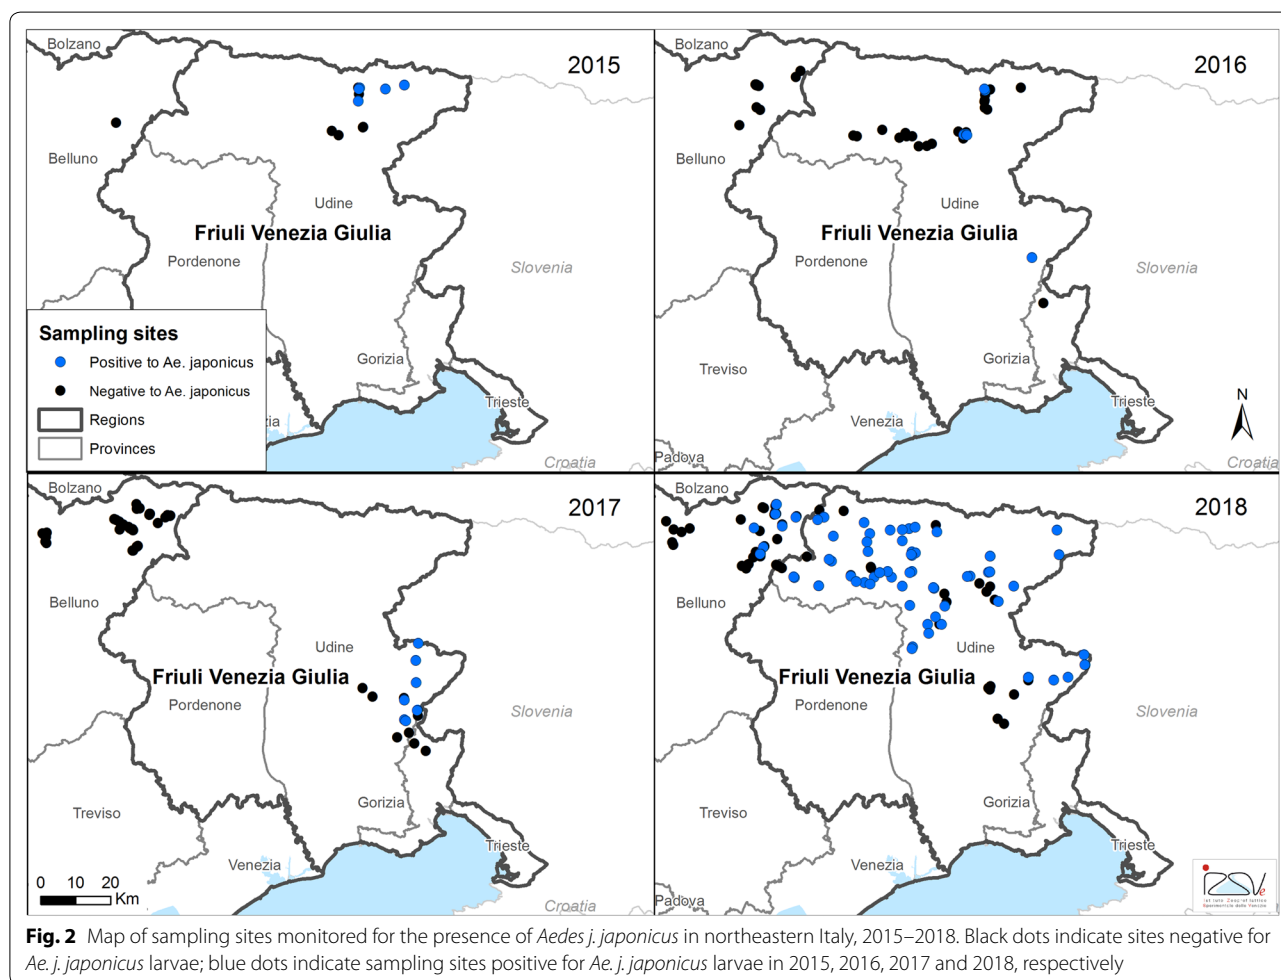 Bolzano
2015
Belluno
Udine
Friuli Venezia Giulia
Pordenone
Slovenia
Sampling sites
Positive to Ae. japonicus
Negative to Ae. japonicus
Regions
Provinces
Gorizia
Trieste
zia
Croatia
Bolzano
2016
Belluno
Udine
Friuli Venezia Giulia
Pordenone
Slovenia
Treviso
Gorizia
Trieste
Venezia
N
Padova
Croatia
Bolzano
2017
Belluno
Udine
Friuli Venezia Giulia
Pordenone
Slovenia
Treviso
Gorizia
Trieste
Venezia
0 10 20
Km
Croatia
Bolzano
2018
Belluno
Udine
Friuli Venezia Giulia
Pordenone
Slovenia
Treviso
Gorizia
Trieste
Venezia
Padova
IZSVe
Fig. 2 Map of sampling sites monitored for the presence of Aedes j. japonicus in northeastern Italy, 2015–2018. Black dots indicate sites negative for
Ae. j. japonicus larvae; blue dots indicate sampling sites positive for Ae. j. japonicus larvae in 2015, 2016, 2017 and 2018, respectively